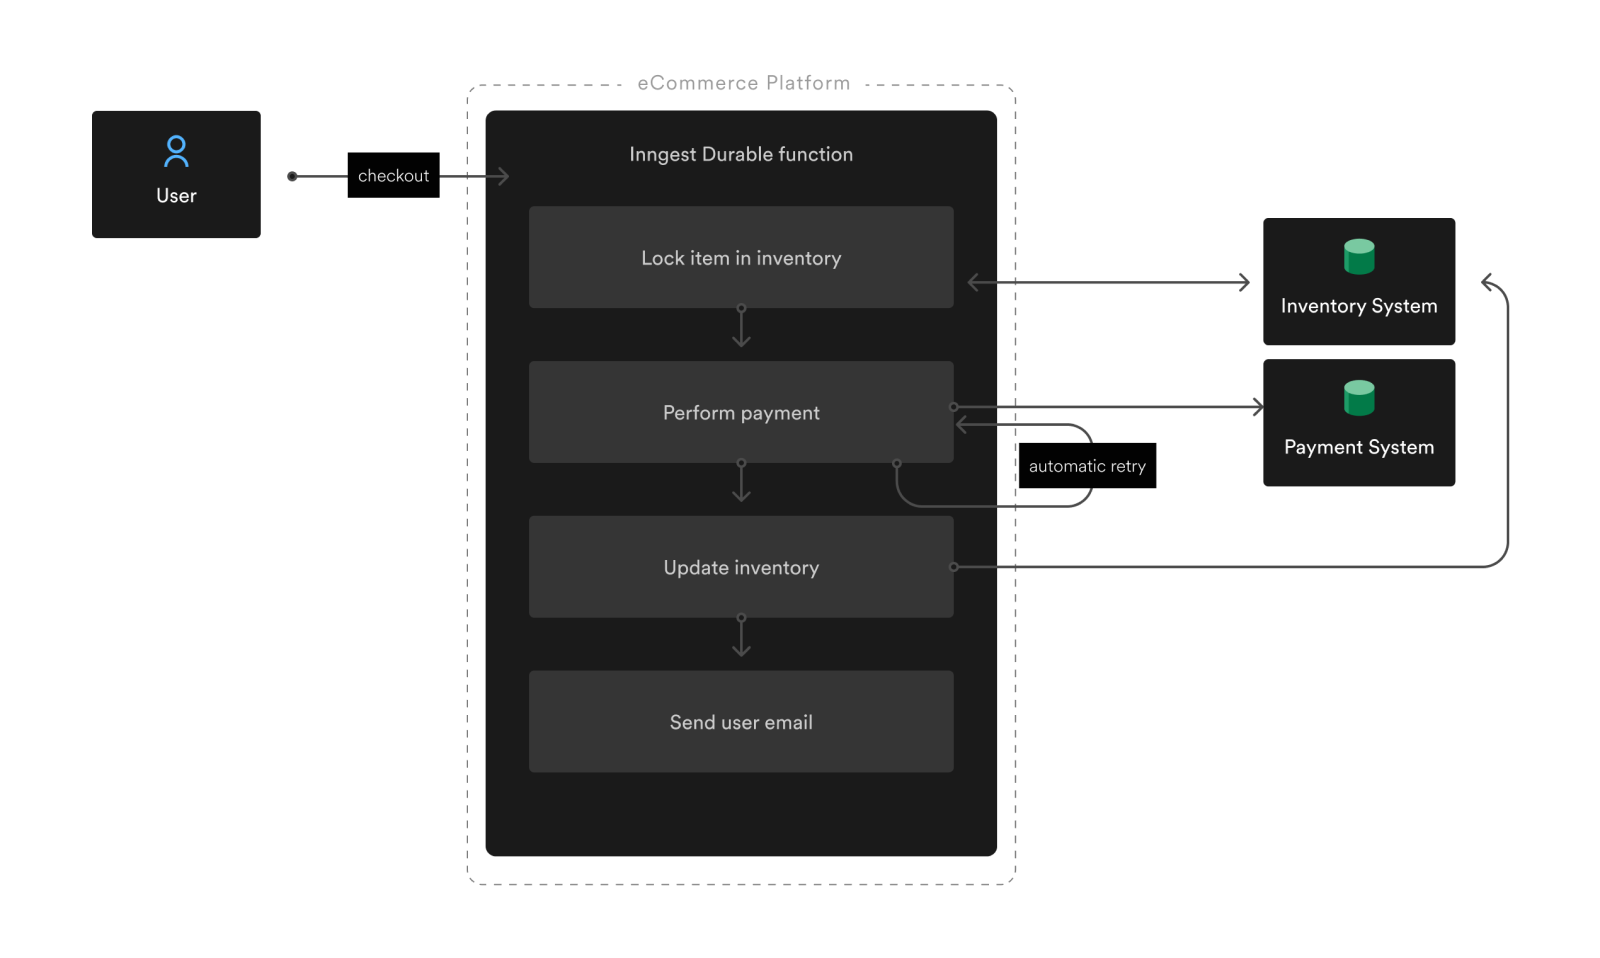 eCommerce Platform
User
checkout
Inngest Durable function
Lock item in inventory
Inventory System
Perform payment
Payment System
automatic retry
Update inventory
Send user email